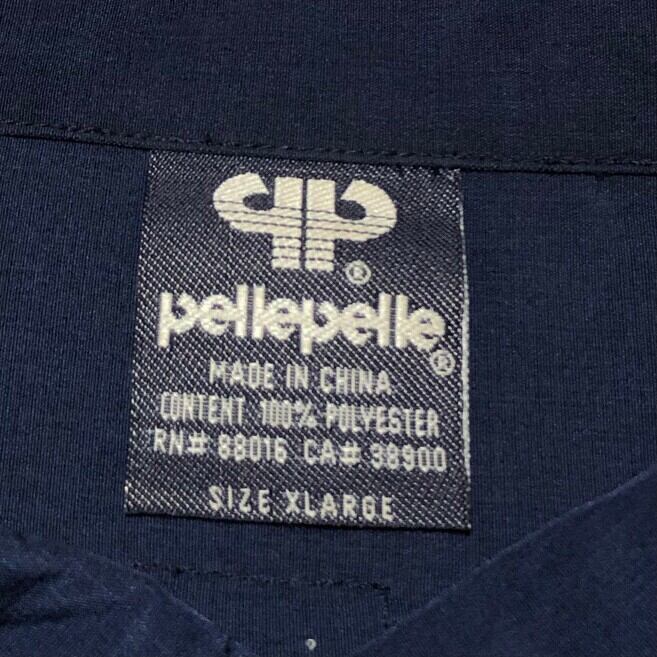 ®
pellepelle®
MADE IN CHINA
CONTENT 100% POLYESTER
RN# 88016 CA# 38900
SIZE XLARGE